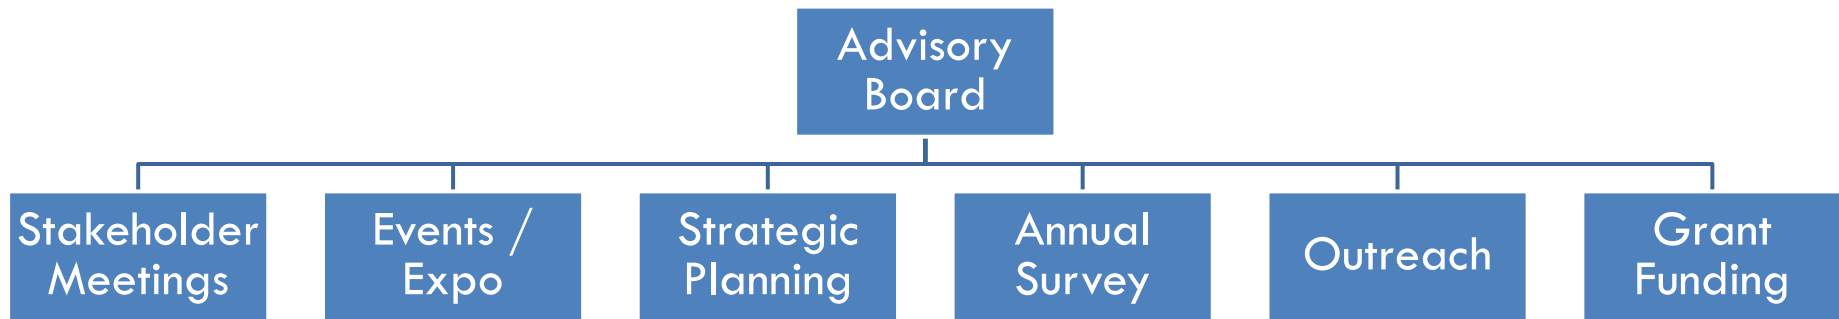 Advisory
Board
Stakeholder
Meetings
Events /
Expo
Strategic
Planning
Annual
Survey
Outreach
Grant
Funding